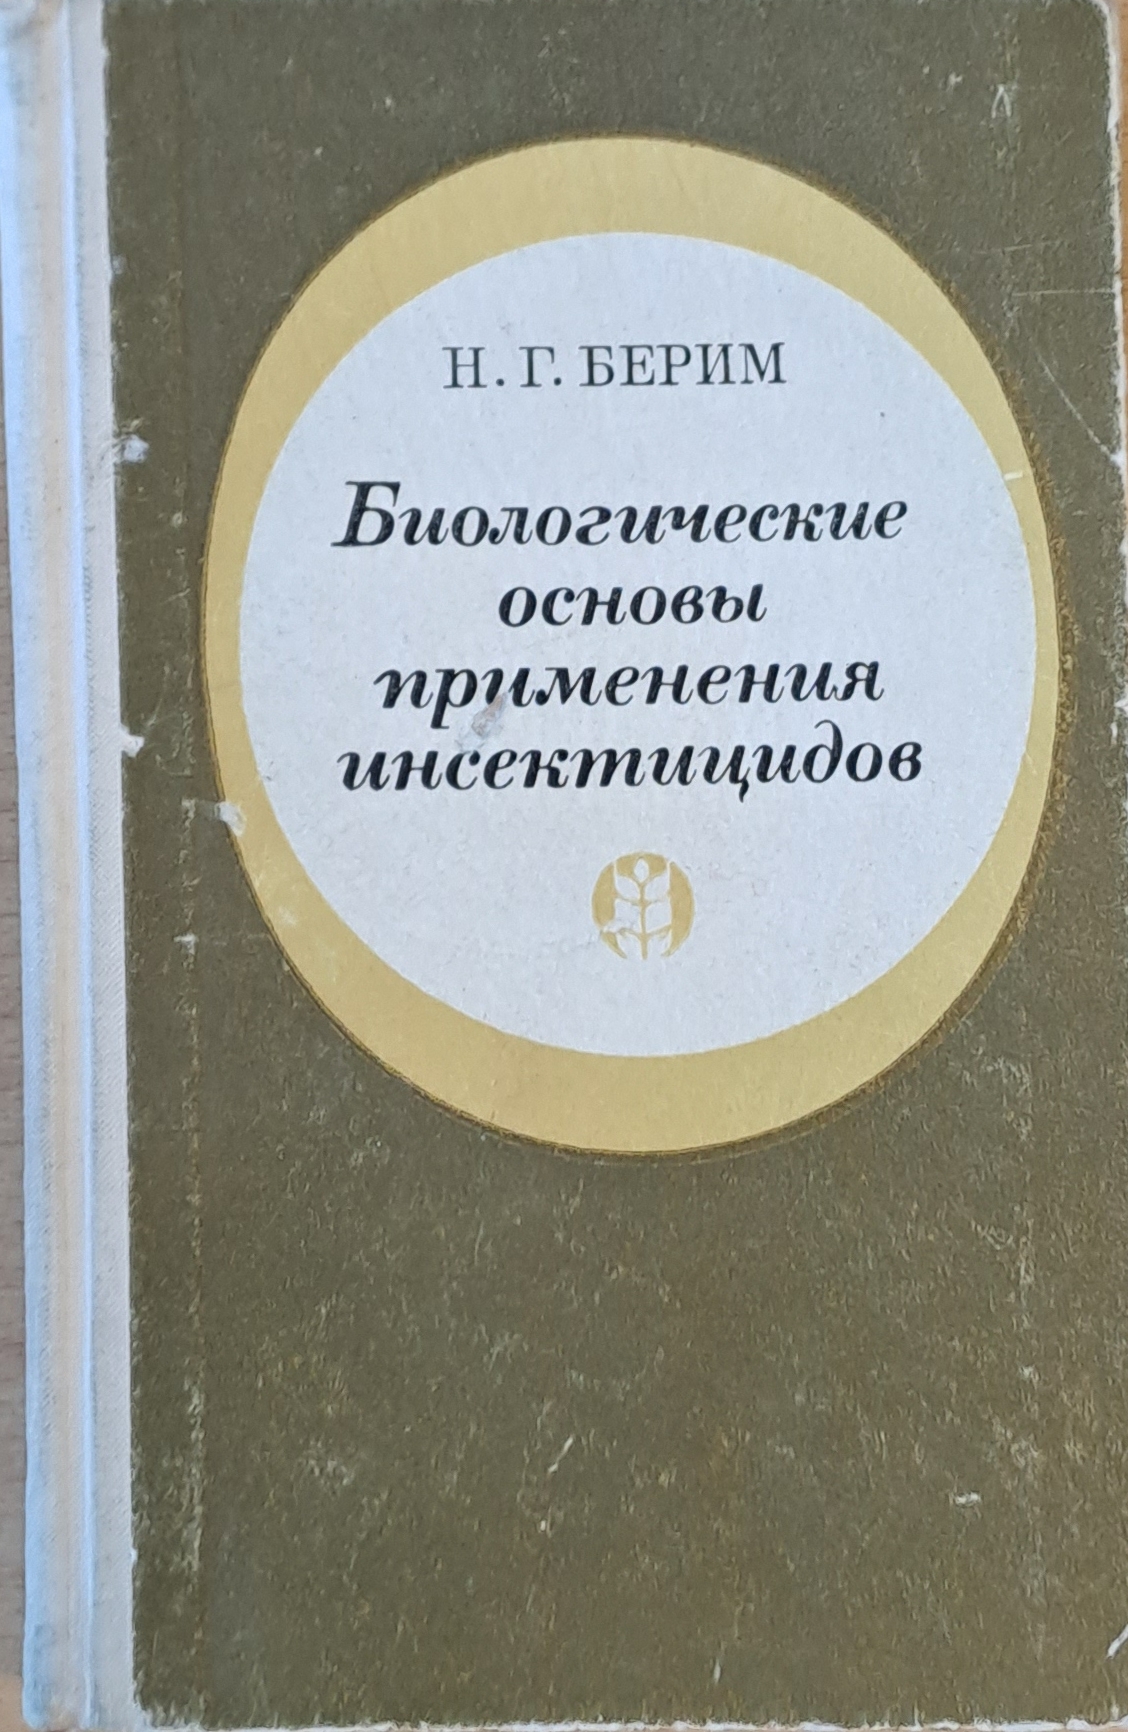 Н. Г. БЕРИМ
Биологические
основы
применения
инсектицидов